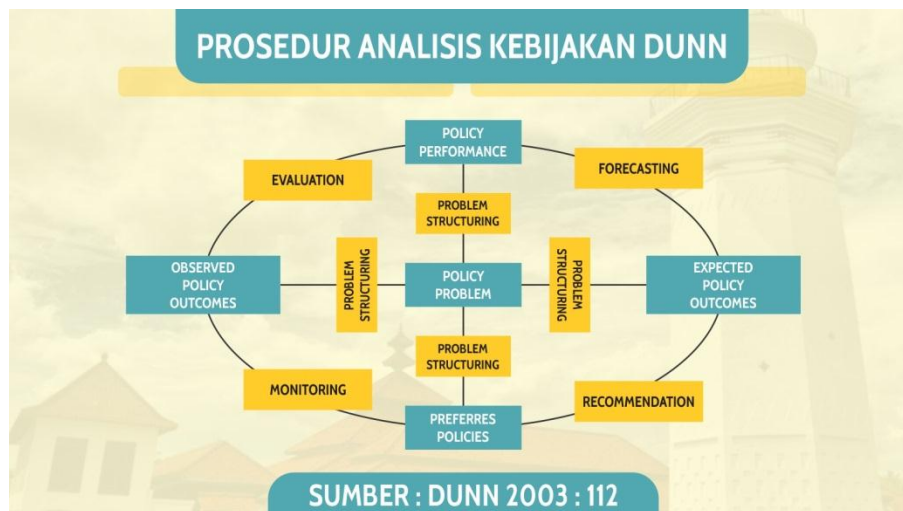 PROSEDUR ANALISIS KEBIJAKAN DUNN
POLICY
PERFORMANCE
EVALUATION
FORECASTING
PROBLEM
STRUCTURING
OBSERVED
POLICY
OUTCOMES
PROBLEM
STRUCTURING
POLICY
PROBLEM
PROBLEM
STRUCTURING
EXPECTED
POLICY
OUTCOMES
PROBLEM
STRUCTURING
MONITORING
RECOMMENDATION
PREFERRES
POLICIES
SUMBER : DUNN 2003 : 112